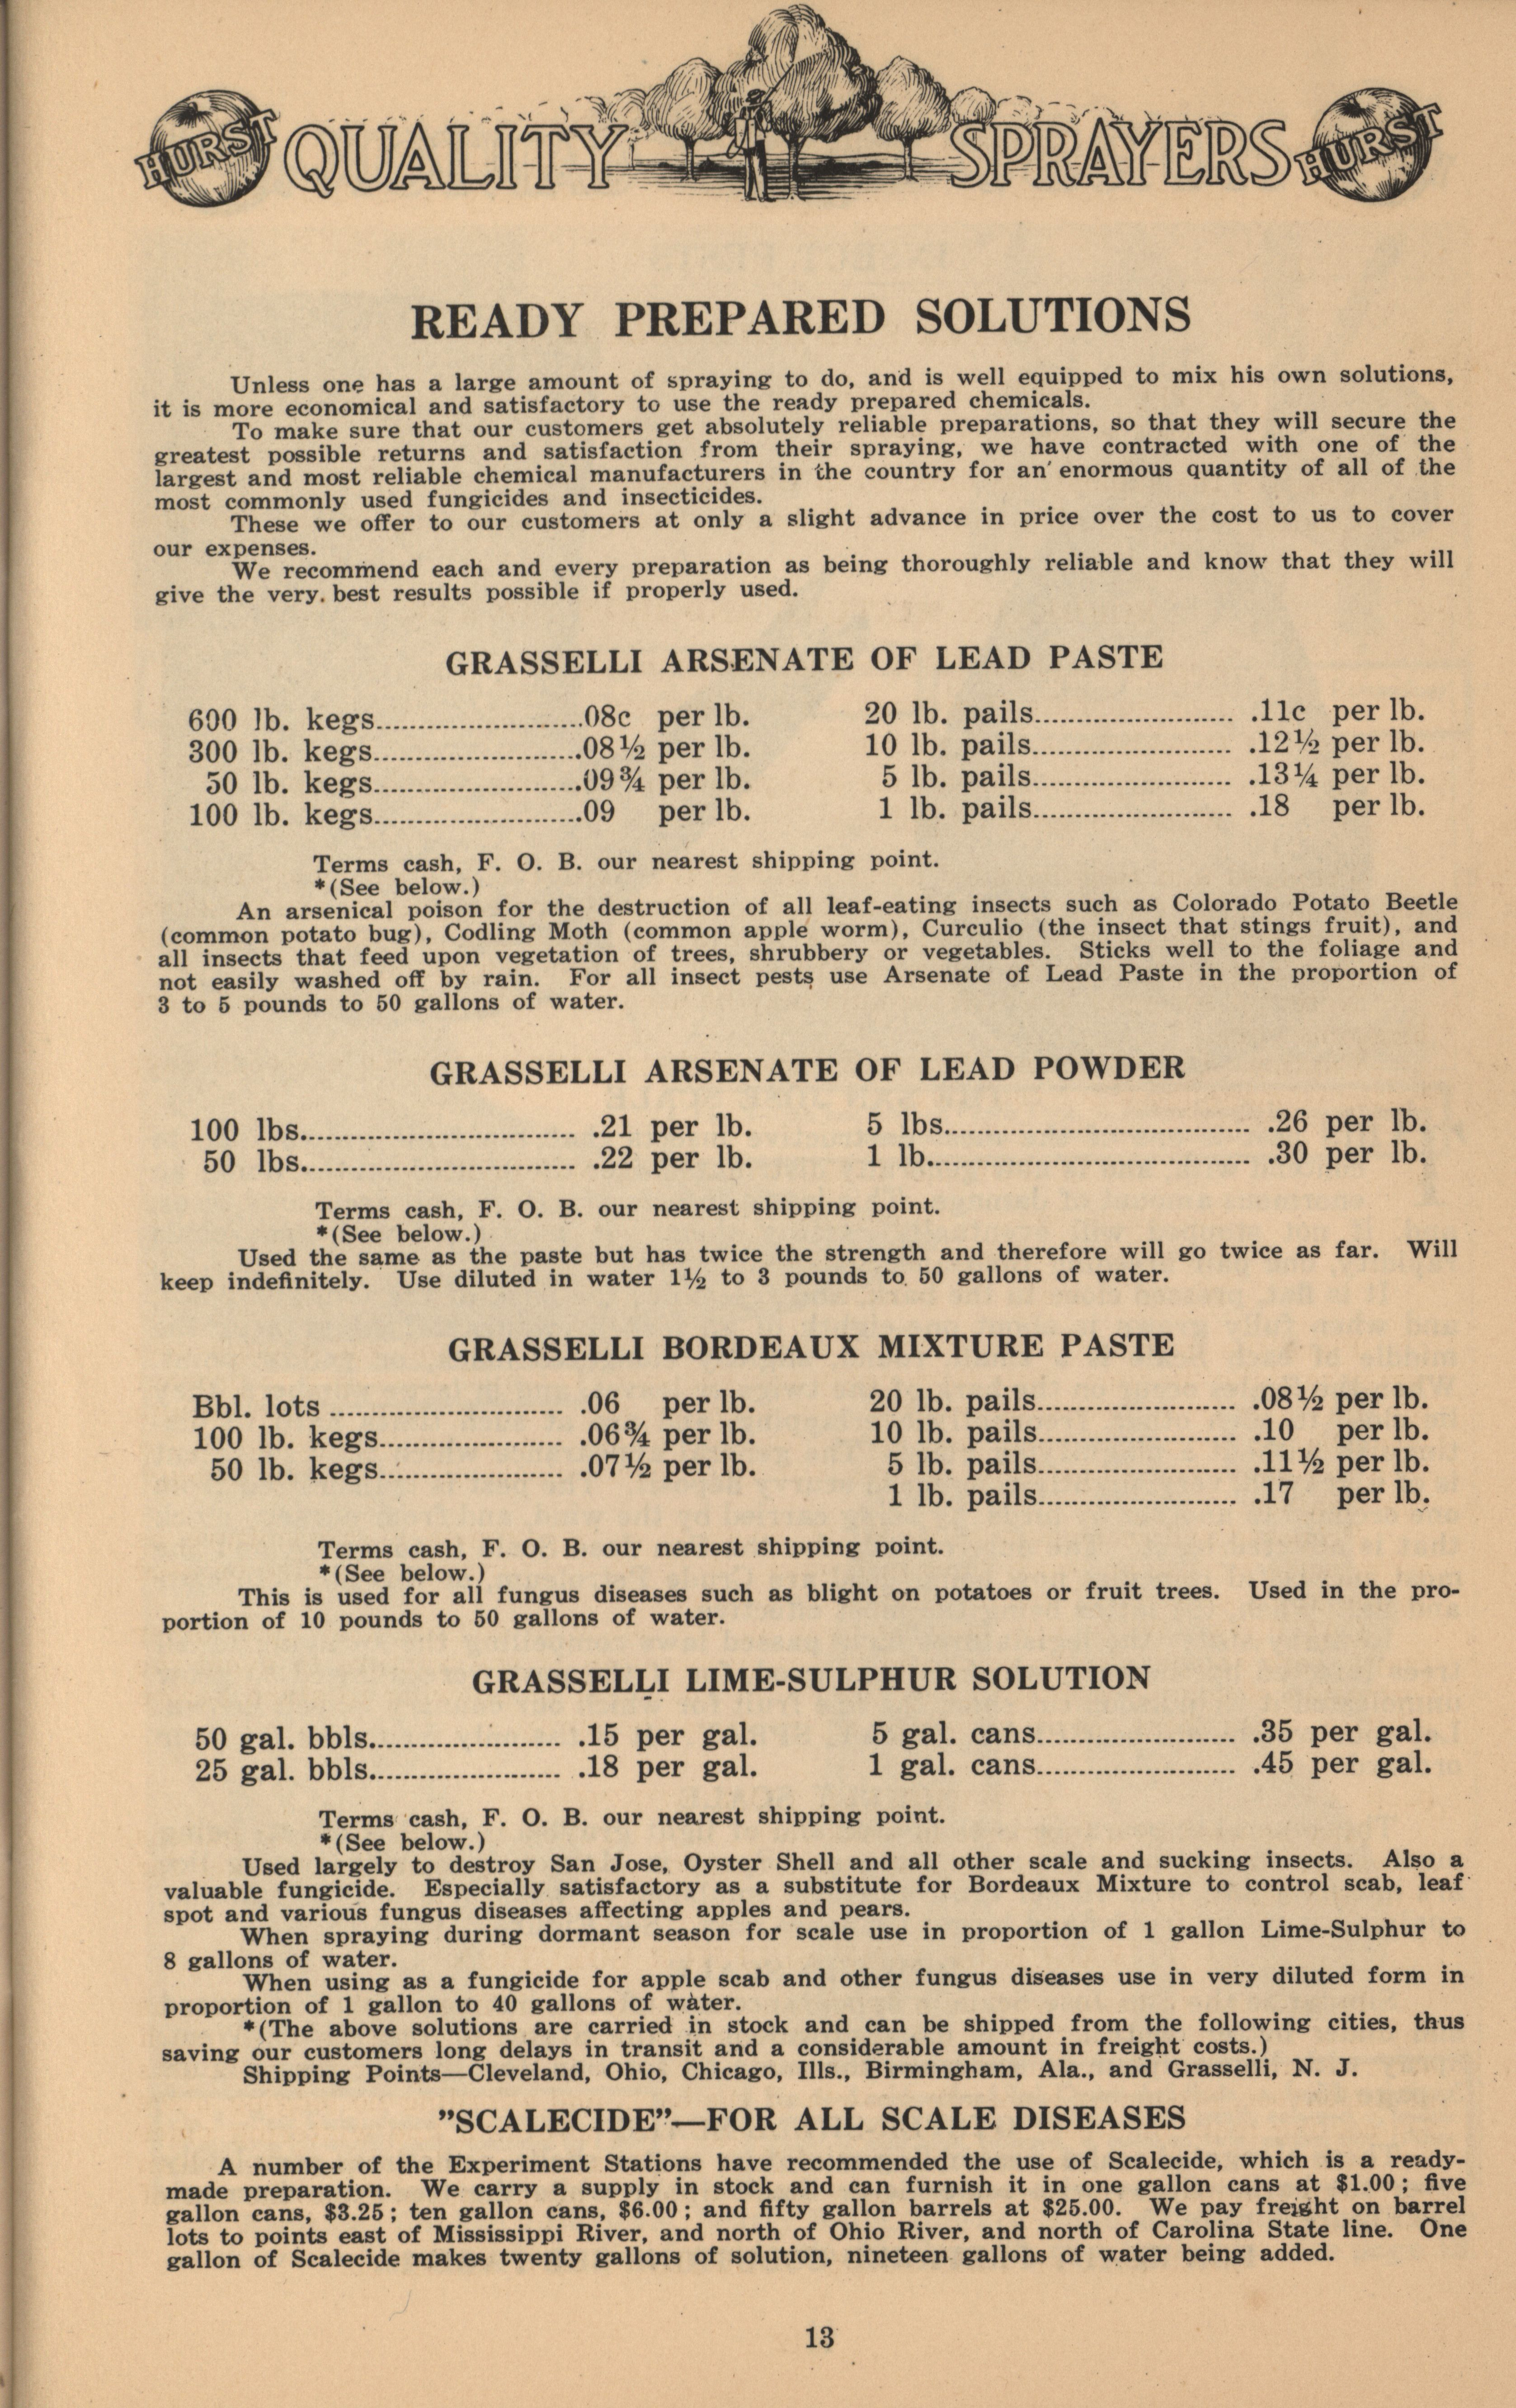 HURST QUALITY SPRAYERS HURST
READY PREPARED SOLUTIONS
Unless one has a large amount of spraying to do, and is well equipped to mix his own solutions,
it is more economical and satisfactory to use the ready prepared chemicals.
To make sure that our customers get absolutely reliable preparations, so that they will secure the
greatest possible returns and satisfaction from their spraying, we have contracted with one of the
largest and most reliable chemical manufacturers in the country for an enormous quantity of all of the
most commonly used fungicides and insecticides.
These we offer to our customers at only a slight advance in price over the cost to us to cover
our expenses.
We recommend each and every preparation as being thoroughly reliable and know that they will
give the very. best results possible if properly used.
GRASSELLI ARSENATE OF LEAD PASTE
600 lb. kegs.........................08c per lb.
300 lb. kegs.........................08½ per lb.
50 lb. kegs.........................09¾ per lb.
100 lb. kegs.........................09 per lb.
20 lb. pails........................ .11c per lb.
10 lb. pails........................ .12½ per lb.
5 lb. pails........................ .13¼ per lb.
1 lb. pails........................ .18 per lb.
Terms cash, F. O. B. our nearest shipping point.
*(See below.)
An arsenical poison for the destruction of all leaf-eating insects such as Colorado Potato Beetle
(common potato bug), Codling Moth (common apple worm), Curculio (the insect that stings fruit), and
all insects that feed upon vegetation of trees, shrubbery or vegetables. Sticks well to the foliage and
not easily washed off by rain. For all insect pests use Arsenate of Lead Paste in the proportion of
3 to 5 pounds to 50 gallons of water.
GRASSELLI ARSENATE OF LEAD POWDER
100 lbs................................. .21 per lb.
50 lbs................................. .22 per lb.
5 lbs..................................... .26 per lb.
1 lb....................................... .30 per lb.
Terms cash, F. O. B. our nearest shipping point.
*(See below.)
Used the same as the paste but has twice the strength and therefore will go twice as far. Will
keep indefinitely. Use diluted in water 1½ to 3 pounds to 50 gallons of water.
GRASSELLI BORDEAUX MIXTURE PASTE
Bbl. lots ............................ .06 per lb.
100 lb. kegs...................... .06¾ per lb.
50 lb. kegs...................... .07½ per lb.
20 lb. pails........................ .08½ per lb.
10 lb. pails........................ .10 per lb.
5 lb. pails........................ .11½ per lb.
1 lb. pails........................ .17 per lb.
Terms cash, F. O. B. our nearest shipping point.
*(See below.)
This is used for all fungus diseases such as blight on potatoes or fruit trees. Used in the pro-
portion of 10 pounds to 50 gallons of water.
GRASSELLI LIME-SULPHUR SOLUTION
50 gal. bbls....................... .15 per gal.
25 gal. bbls....................... .18 per gal.
5 gal. cans........................ .35 per gal.
1 gal. cans........................ .45 per gal.
Terms cash, F. O. B. our nearest shipping point.
*(See below.)
Used largely to destroy San Jose, Oyster Shell and all other scale and sucking insects. Also a
valuable fungicide. Especially satisfactory as a substitute for Bordeaux Mixture to control scab, leaf
spot and various fungus diseases affecting apples and pears.
When spraying during dormant season for scale use in proportion of 1 gallon Lime-Sulphur to
8 gallons of water.
When using as a fungicide for apple scab and other fungus diseases use in very diluted form in
proportion of 1 gallon to 40 gallons of water.
*(The above solutions are carried in stock and can be shipped from the following cities, thus
saving our customers long delays in transit and a considerable amount in freight costs.)
Shipping Points—Cleveland, Ohio, Chicago, Ills., Birmingham, Ala., and Grasselli, N. J.
"SCALECIDE"—FOR ALL SCALE DISEASES
A number of the Experiment Stations have recommended the use of Scalecide, which is a ready-
made preparation. We carry a supply in stock and can furnish it in one gallon cans at $1.00; five
gallon cans, $3.25; ten gallon cans, $6.00; and fifty gallon barrels at $25.00. We pay freight on barrel
lots to points east of Mississippi River, and north of Ohio River, and north of Carolina State line. One
gallon of Scalecide makes twenty gallons of solution, nineteen gallons of water being added.
13